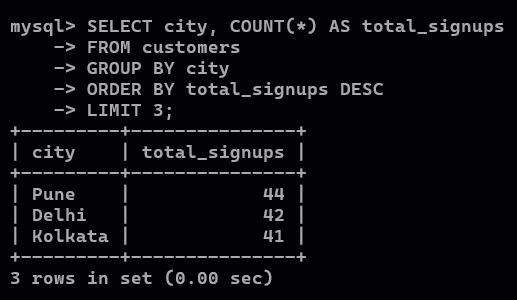 mysql> SELECT city, COUNT(*) AS total_signups
    -> FROM customers
    -> GROUP BY city
    -> ORDER BY total_signups DESC
    -> LIMIT 3;
+---------+---------------+
| city    | total_signups |
+---------+---------------+
| Pune    |            44 |
| Delhi   |            42 |
| Kolkata |            41 |
+---------+---------------+
3 rows in set (0.00 sec)